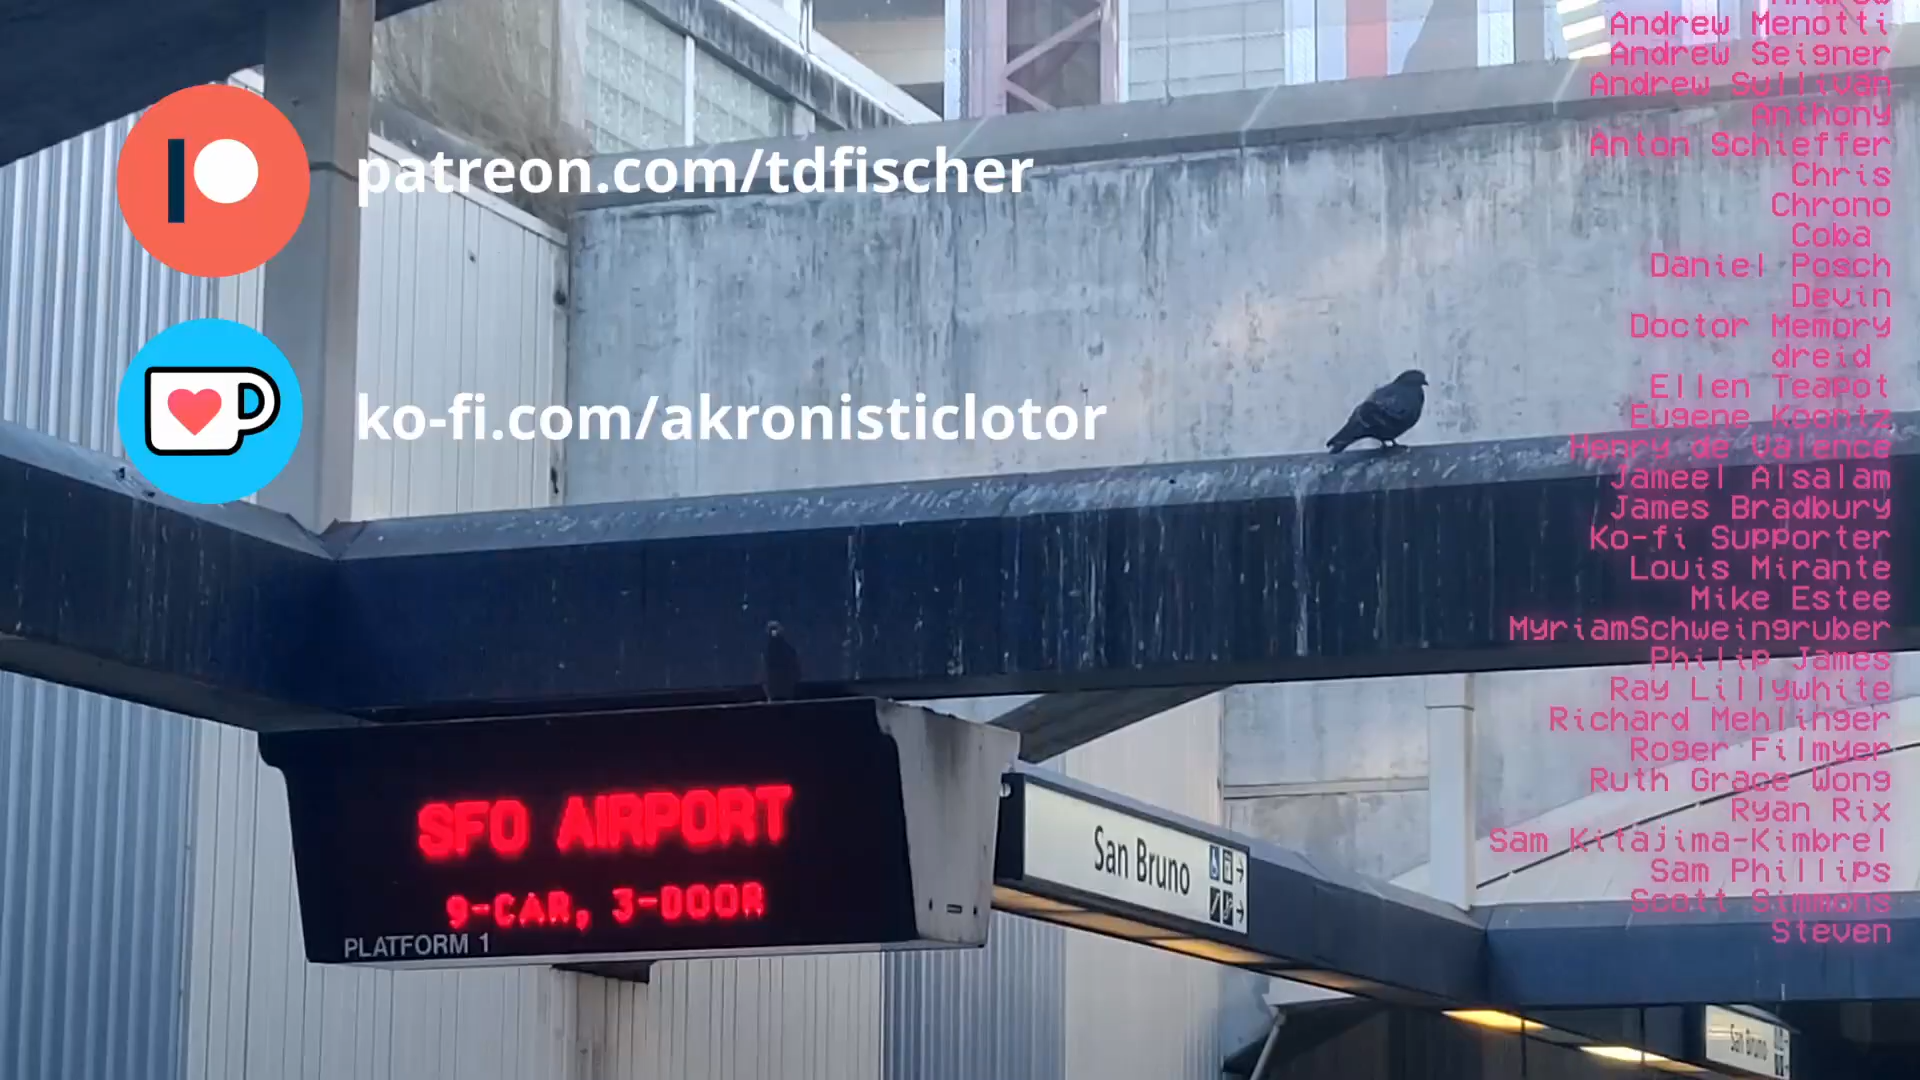 patreon.com/tdfischer
ko-fi.com/akronisticlotor
SFO AIRPORT
9-CAR, 3-DOOR
PLATFORM 1
San Bruno
San Bruno
Andrew
Andrew Menotti
Andrew Seigner
Andrew Sullivan
Anthony
Anton Schieffer
Chris
Chrono
Coba
Daniel Posch
Devin
Doctor Memory
dreid
Ellen Teapot
Eugene Koontz
Henry de Valence
Jameel Alsalam
James Bradbury
Ko-fi Supporter
Louis Mirante
Mike Estee
MyriamSchweingruber
Philip James
Ray Lillywhite
Richard Mehlinger
Roger Filmyer
Ruth Grace Wong
Ryan Rix
Sam Kitajima-Kimbrel
Sam Phillips
Scott Simmons
Steven